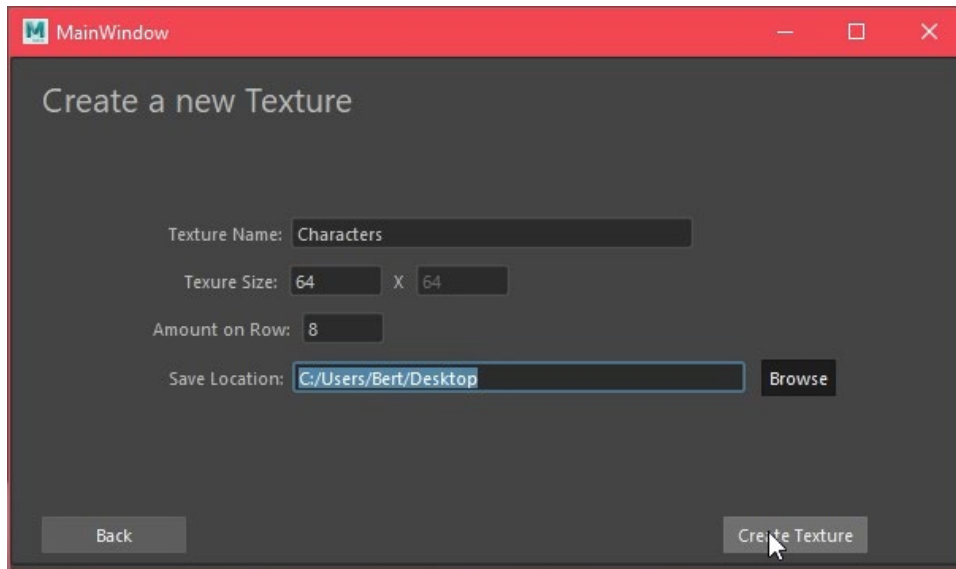 MainWindow
Create a new Texture
Texture Name: Characters
Texure Size: 64 X 64
Amount on Row: 8
Save Location: C:/Users/Bert/Desktop Browse
Back Create Texture